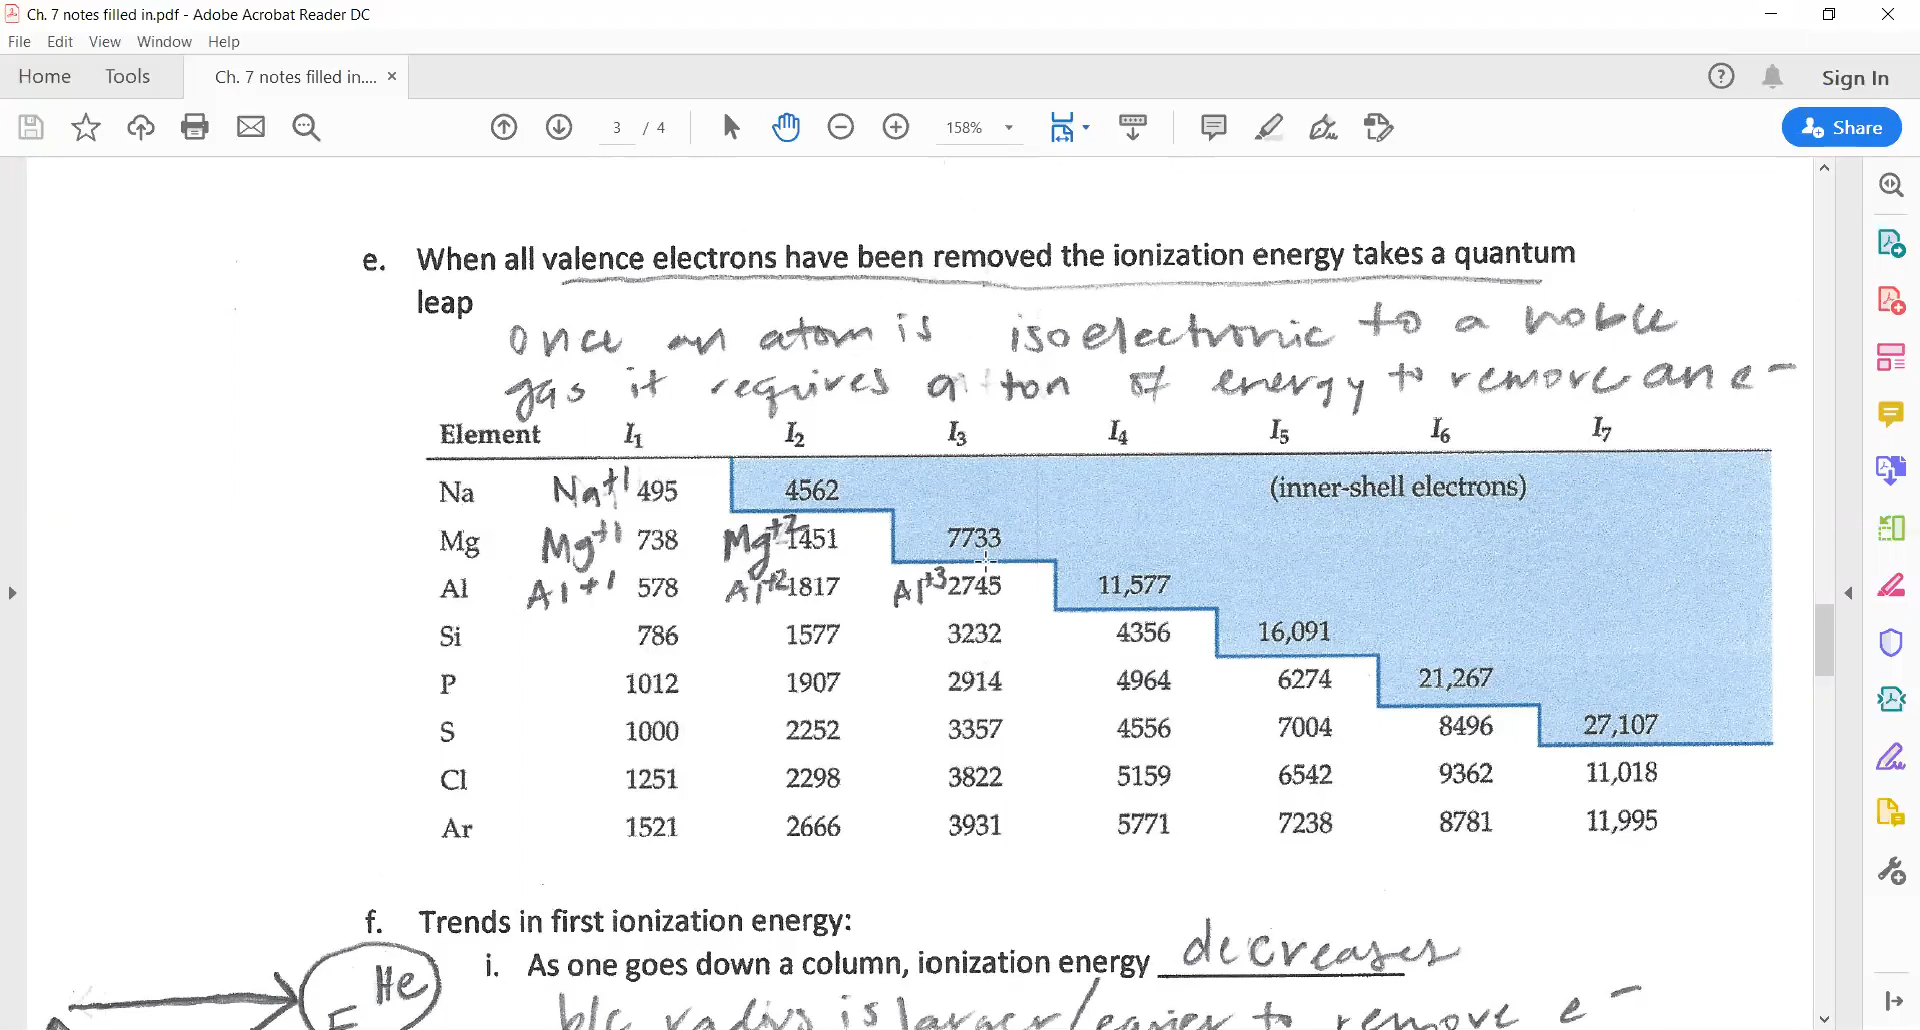 Ch. 7 notes filled in.pdf - Adobe Acrobat Reader DC
File Edit View Window Help
Home Tools Ch. 7 notes filled in.... × Sign In
3 / 4 158% Share
e. When all valence electrons have been removed the ionization energy takes a quantum
leap
once an atom is isoelectronic to a noble
gas it requires a ton of energy to remove an e-
Element I1 I2 I3 I4 I5 I6 I7
Na Na+1 495 4562 (inner-shell electrons)
Mg Mg+1 738 Mg+2 1451 7733
Al Al+1 578 Al+2 1817 Al+3 2745 11,577
Si 786 1577 3232 4356 16,091
P 1012 1907 2914 4964 6274 21,267
S 1000 2252 3357 4556 7004 8496 27,107
Cl 1251 2298 3822 5159 6542 9362 11,018
Ar 1521 2666 3931 5771 7238 8781 11,995
f. Trends in first ionization energy:
i. As one goes down a column, ionization energy decreases
He
F
b/c radius is larger/easier to remove e-